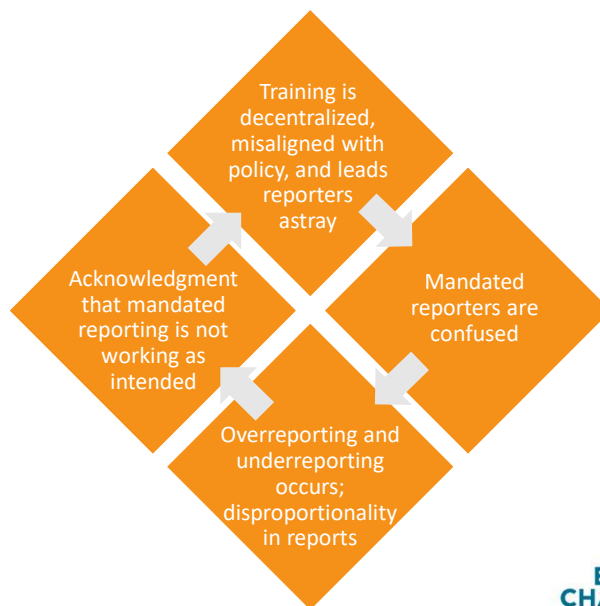 Training is
decentralized,
misaligned with
policy, and leads
reporters
astray
Mandated
reporters are
confused
Overreporting and
underreporting
occurs;
disproportionality
in reports
Acknowledgment
that mandated
reporting is not
working as
intended